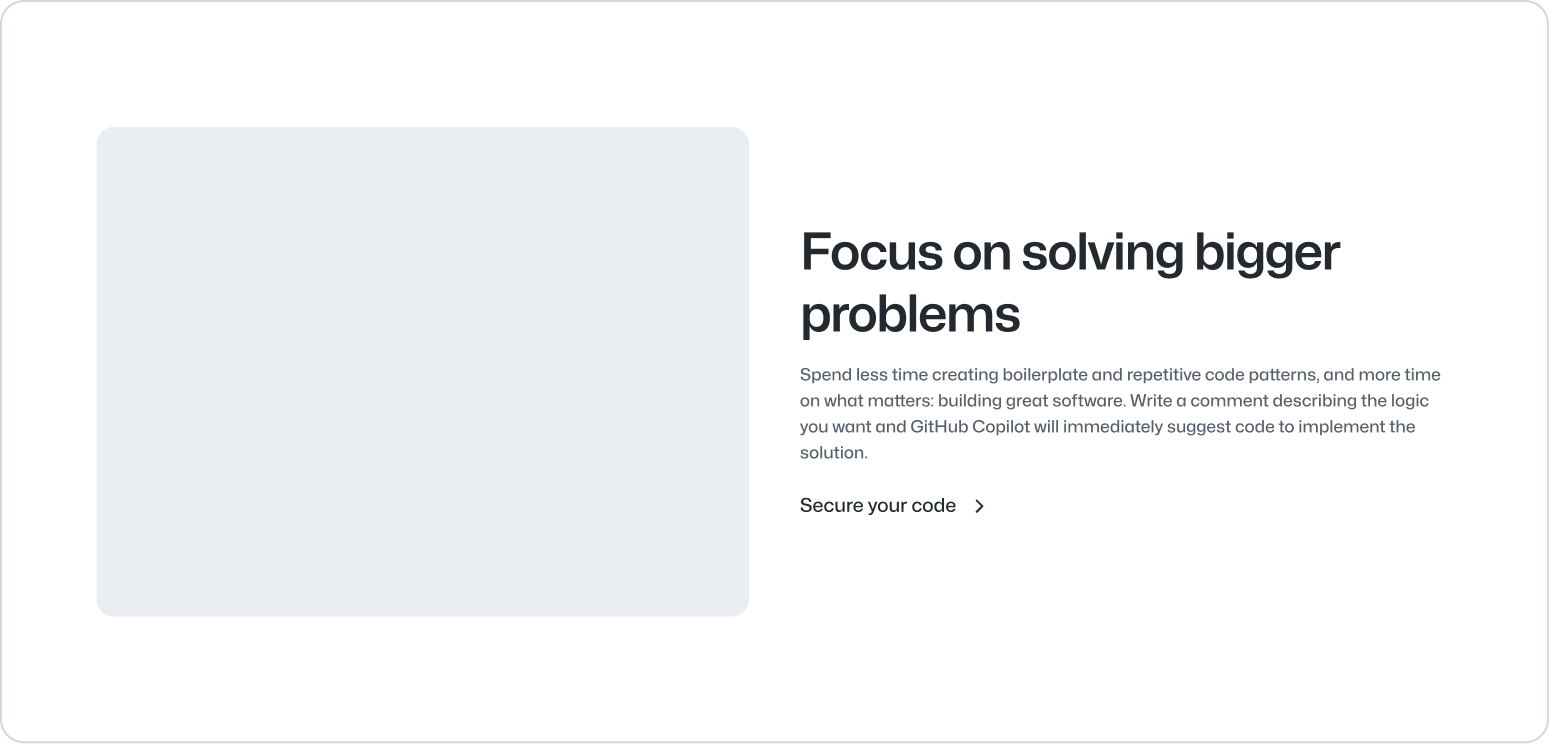 Focus on solving bigger
problems
Spend less time creating boilerplate and repetitive code patterns, and more time
on what matters: building great software. Write a comment describing the logic
you want and GitHub Copilot will immediately suggest code to implement the
solution.
Secure your code